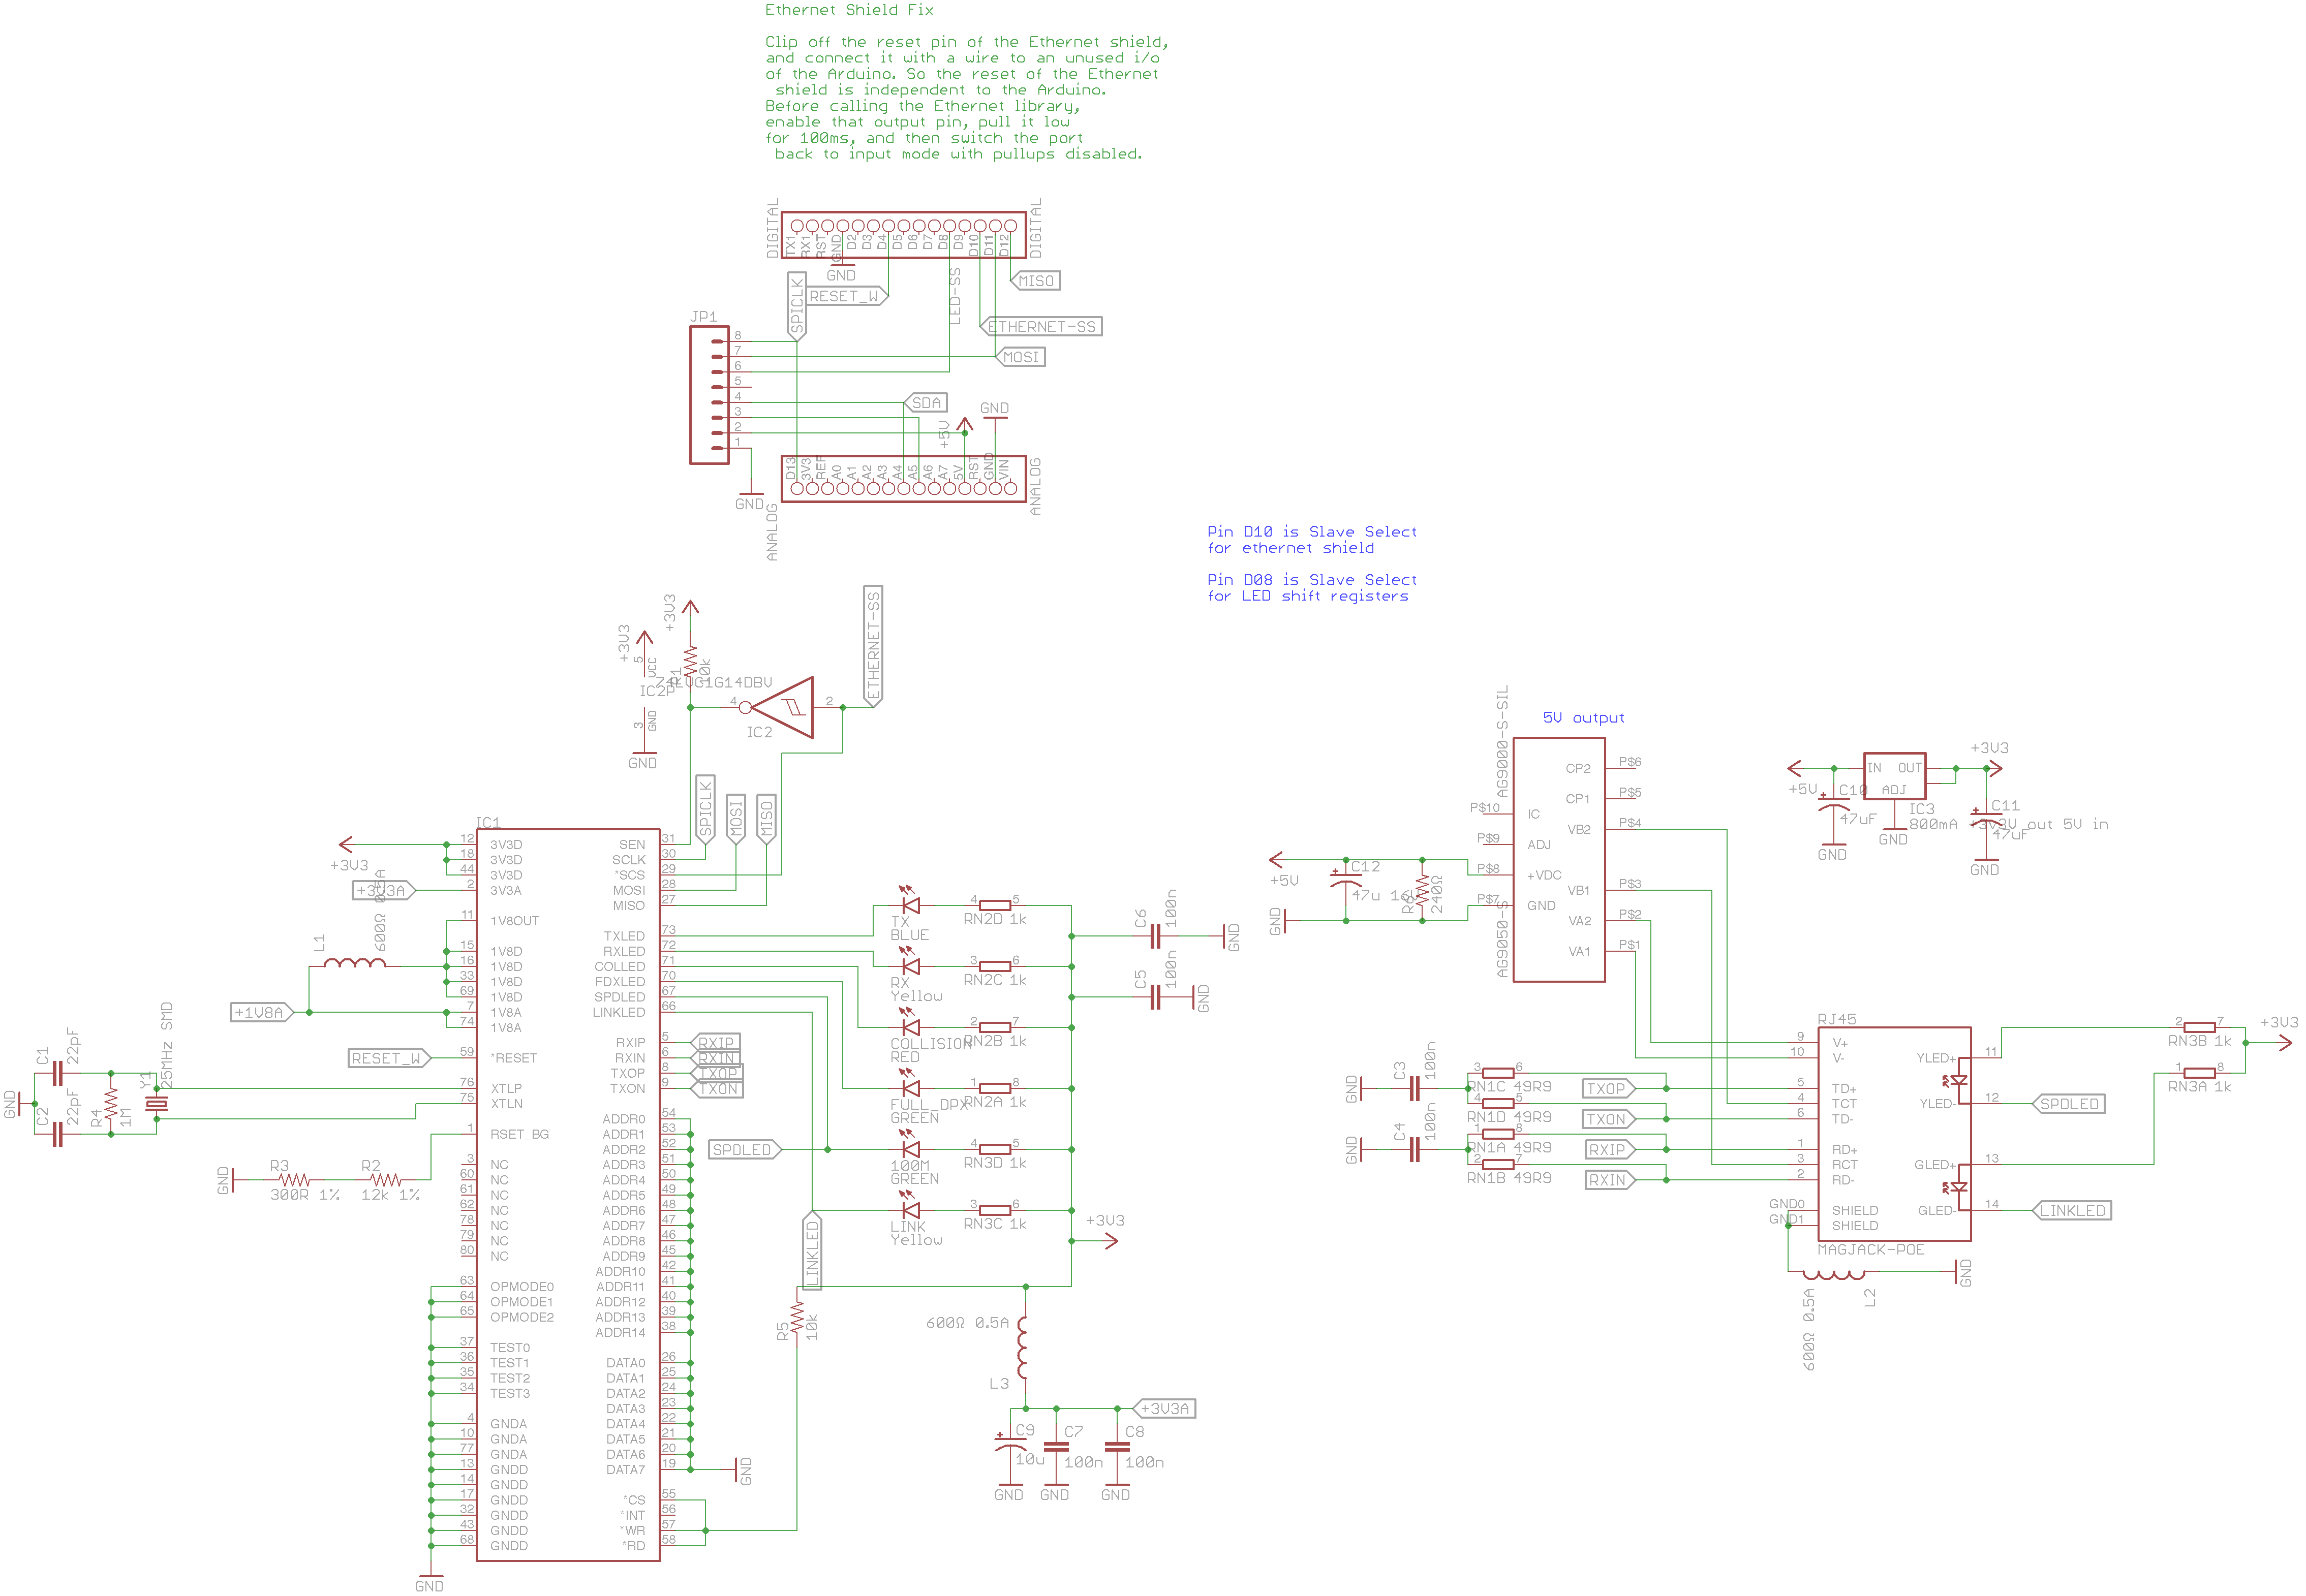 Ethernet Shield Fix
Clip off the reset pin of the Ethernet shield,
and connect it with a wire to an unused i/o
of the Arduino. So the reset of the Ethernet
shield is independent to the Arduino.
Before calling the Ethernet library,
enable that output pin, pull it low
for 100ms, and then switch the port
back to input mode with pullups disabled.
DIGITAL
TX1 RX1 RST GND D2 D3 D4 D5 D6 D7 D8 D9 D10 D11 D12
DIGITAL
GND
SPICLK
RESET_W
LED-SS
MISO
ETHERNET-SS
MOSI
JP1
8
7
6
5
4
3
2
1
SDA
GND
+5V
GND
ANALOG
D13 3V3 REF A0 A1 A2 A3 A4 A5 A6 A7 5V RST GND VIN
ANALOG
Pin D10 is Slave Select
for ethernet shield
Pin D08 is Slave Select
for LED shift registers
+3V3
+3V3
5 VCC
IC2P
3 GND
GND
R1
10k
74LVG1G14DBV
4
2
IC2
ETHERNET-SS
SPICLK
MOSI
MISO
IC1
+3V3
+3V3A
12 3V3D
18 3V3D
44 3V3D
2 3V3A
11 1V8OUT
15 1V8D
16 1V8D
33 1V8D
69 1V8D
7 1V8A
74 1V8A
59 *RESET
76 XTLP
75 XTLN
1 RSET_BG
3 NC
60 NC
61 NC
62 NC
78 NC
79 NC
80 NC
63 OPMODE0
64 OPMODE1
65 OPMODE2
37 TEST0
36 TEST1
35 TEST2
34 TEST3
4 GNDA
10 GNDA
77 GNDA
13 GNDD
14 GNDD
17 GNDD
32 GNDD
43 GNDD
68 GNDD
GND
SEN 31
SCLK 30
*SCS 29
MOSI 28
MISO 27
TXLED 73
RXLED 72
COLLED 71
FDXLED 70
SPDLED 67
LINKLED 66
RXIP 5
RXIN 6
TXOP 8
TXON 9
ADDR0 54
ADDR1 53
ADDR2 52
ADDR3 51
ADDR4 50
ADDR5 49
ADDR6 48
ADDR7 47
ADDR8 46
ADDR9 45
ADDR10 42
ADDR11 41
ADDR12 40
ADDR13 39
ADDR14 38
DATA0 26
DATA1 25
DATA2 24
DATA3 23
DATA4 22
DATA5 21
DATA6 20
DATA7 19
*CS 55
*INT 56
*WR 57
*RD 58
GND
L1
600Ω 0.5A
+1V8A
RESET_W
C1
22pF
C2
22pF
GND
R4
1M
Y1
25MHz SMD
GND
R3
300R 1%
R2
12k 1%
RXIP
RXIN
TXOP
TXON
SPDLED
LINKLED
TX
BLUE
4 5
RN2D 1k
RX
Yellow
3 6
RN2C 1k
COLLISION
RED
2 7
RN2B 1k
FULL_DPX
GREEN
1 8
RN2A 1k
100M
GREEN
4 5
RN3D 1k
LINK
Yellow
3 6
RN3C 1k
C6
100n
GND
C5
100n
GND
+3V3
R5
10k
600Ω 0.5A
L3
+3V3A
C9
10u
C7
100n
C8
100n
GND
GND
GND
5V output
AG9000-S-SIL
AG9050-S
P$10 IC
P$9 ADJ
P$8 +VDC
P$7 GND
CP2 P$6
CP1 P$5
VB2 P$4
VB1 P$3
VA2 P$2
VA1 P$1
+5V
C12
47u 16V
R6
240Ω
GND
+5V
C10
47uF
GND
IN OUT
ADJ
IC3
800mA +3v3V out 5V in
GND
+3V3
C11
47uF
GND
RJ45
9 V+
10 V-
5 TD+
4 TCT
6 TD-
1 RD+
3 RCT
2 RD-
GND0 SHIELD
GND1 SHIELD
YLED+ 11
YLED- 12
GLED+ 13
GLED- 14
MAGJACK-POE
GND
C3
100n
3 6
RN1C 49R9
4 5
RN1D 49R9
GND
C4
100n
1 8
RN1A 49R9
2 7
RN1B 49R9
TXOP
TXON
RXIP
RXIN
2 7
RN3B 1k
1 8
RN3A 1k
+3V3
SPDLED
LINKLED
600Ω 0.5A
L2
GND